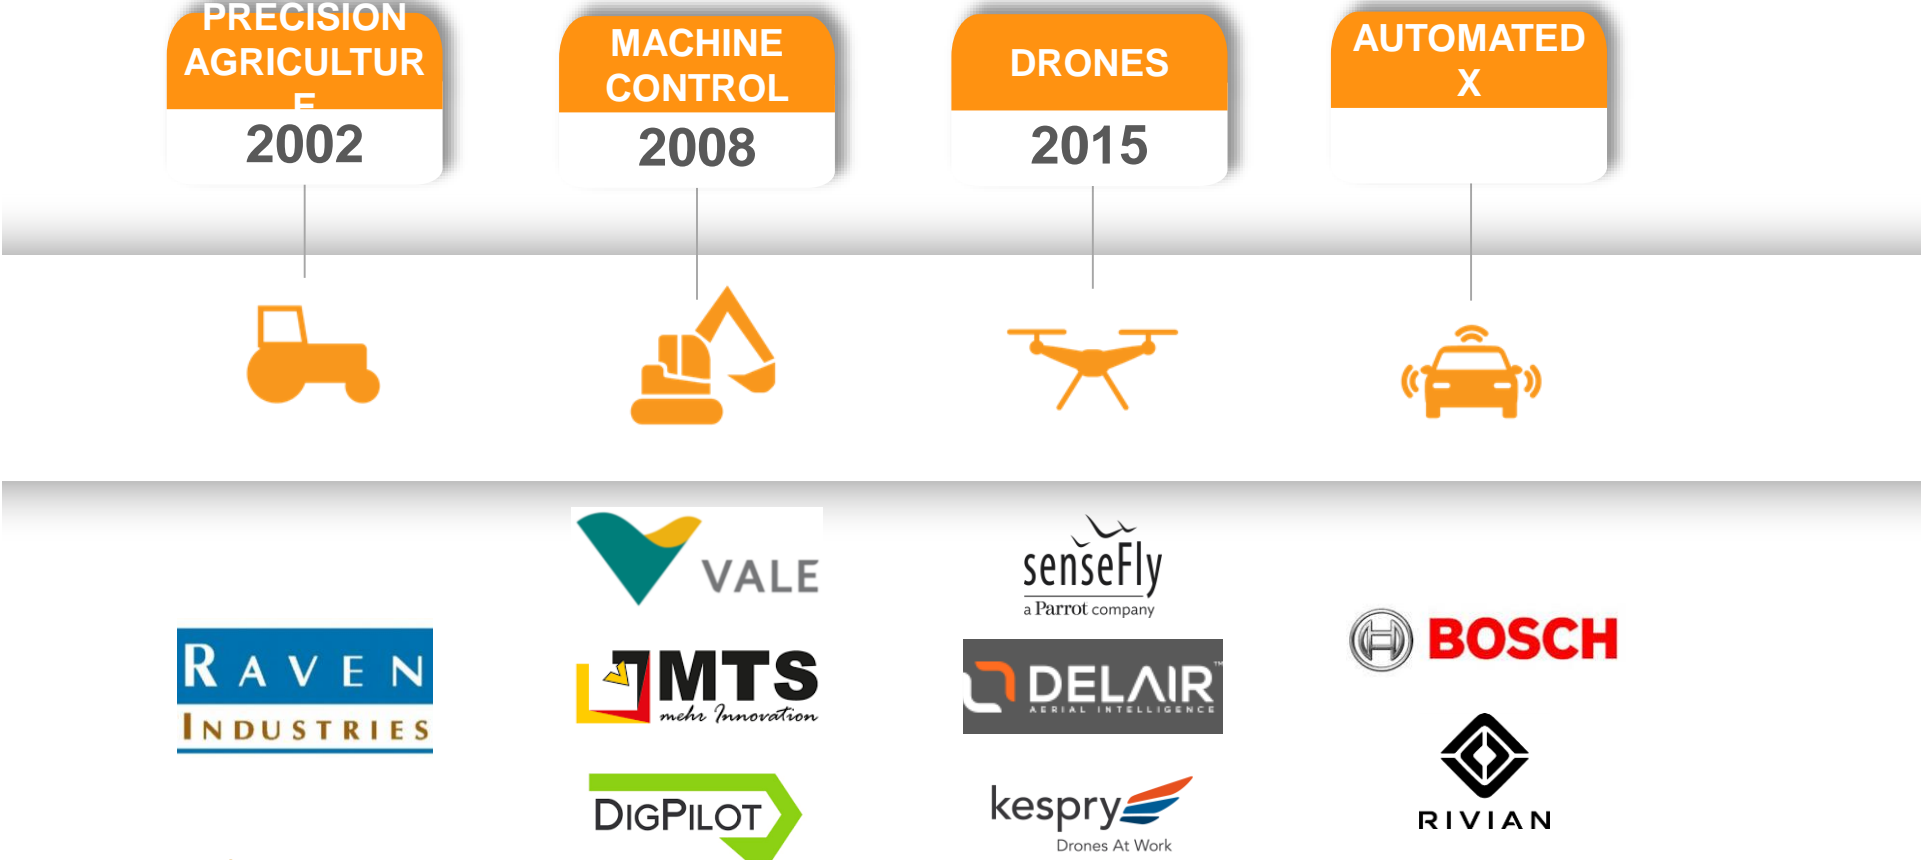 PRECISION
AGRICULTUR
E
2002
MACHINE
CONTROL
2008
DRONES
2015
AUTOMATED
X
RAVEN
INDUSTRIES
VALE
MTS
mehr Innovation
DIGPILOT
senseFly
a Parrot company
DELAIR™
AERIAL INTELLIGENCE
kespry
Drones At Work
BOSCH
RIVIAN